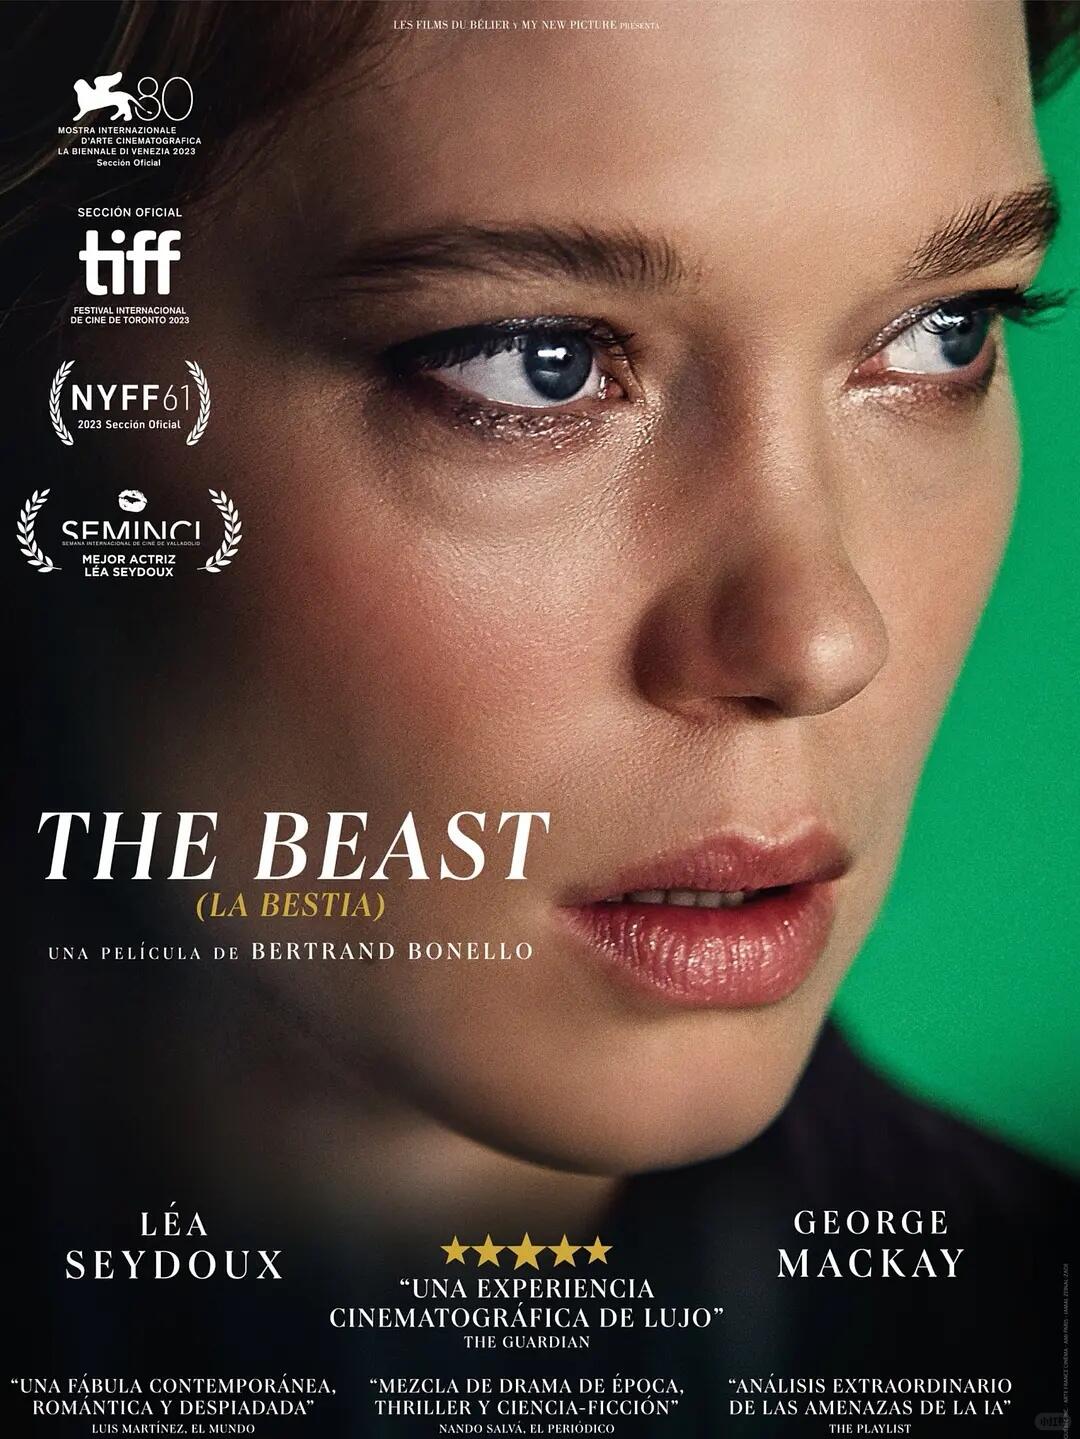 LES FILMS DU BÉLIER Y MY NEW PICTURE PRESENTA
80
MOSTRA INTERNAZIONALE
D'ARTE CINEMATOGRAFICA
LA BIENNALE DI VENEZIA 2023
Sección Oficial
SECCIÓN OFICIAL
tiff
FESTIVAL INTERNACIONAL
DE CINE DE TORONTO 2023
NYFF61
2023 Sección Oficial
SEMINCI
SEMANA INTERNACIONAL DE CINE DE VALLADOLID
MEJOR ACTRIZ
LÉA SEYDOUX
THE BEAST
(LA BESTIA)
UNA PELÍCULA DE BERTRAND BONELLO
LÉA
SEYDOUX
GEORGE
MACKAY
“UNA EXPERIENCIA
CINEMATOGRÁFICA DE LUJO”
THE GUARDIAN
“UNA FÁBULA CONTEMPORÁNEA,
ROMÁNTICA Y DESPIADADA”
LUIS MARTÍNEZ, EL MUNDO
“MEZCLA DE DRAMA DE ÉPOCA,
THRILLER Y CIENCIA-FICCIÓN”
NANDO SALVÁ, EL PERIÓDICO
“ANÁLISIS EXTRAORDINARIO
DE LAS AMENAZAS DE LA IA”
THE PLAYLIST